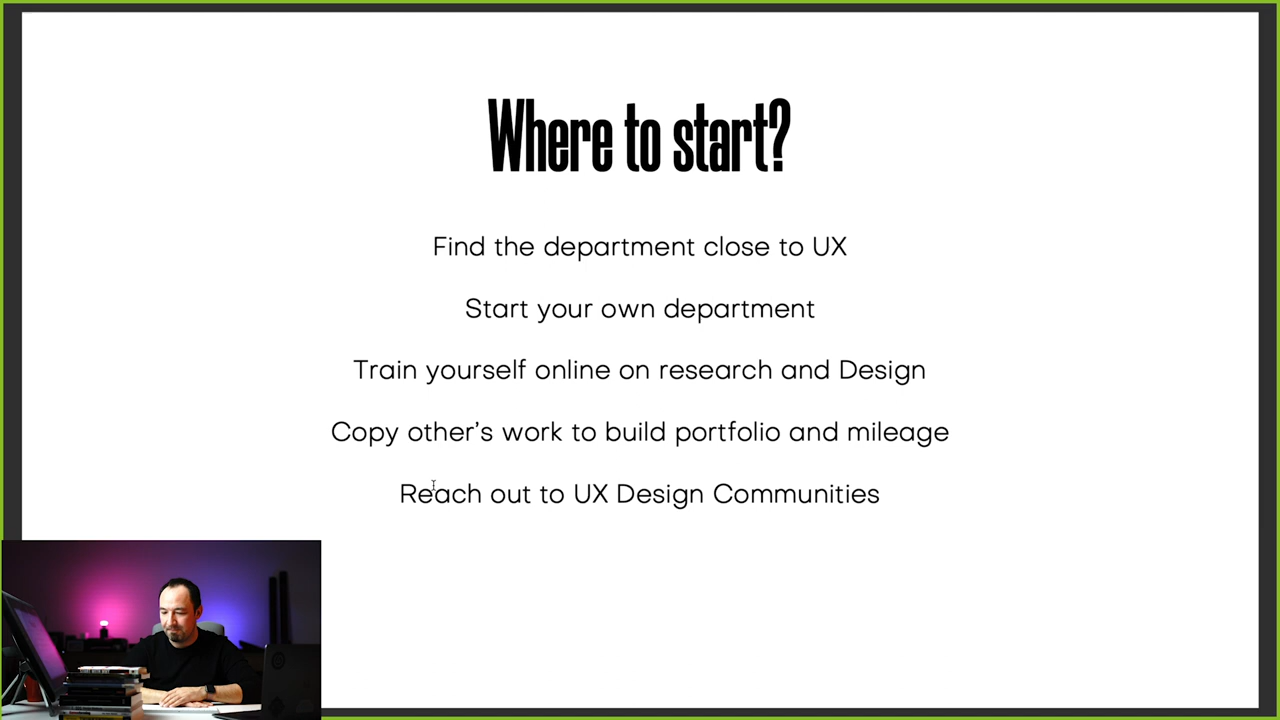 Where to start?
Find the department close to UX
Start your own department
Train yourself online on research and Design
Copy other's work to build portfolio and mileage
Reach out to UX Design Communities